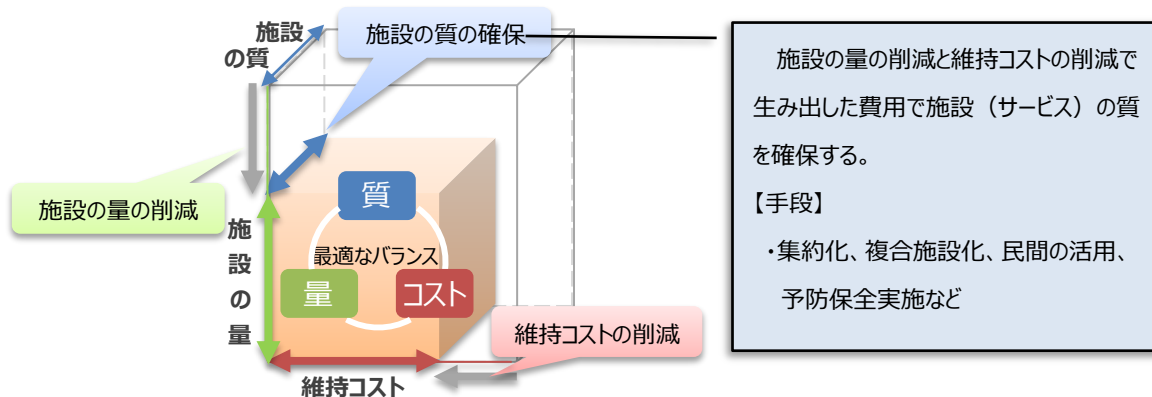 施設
の質
施設の質の確保
施設の量の削減
施設の量
質
最適なバランス
量
コスト
維持コストの削減
維持コスト
施設の量の削減と維持コストの削減で
生み出した費用で施設（サービス）の質
を確保する。
【手段】
・集約化、複合施設化、民間の活用、
予防保全実施など